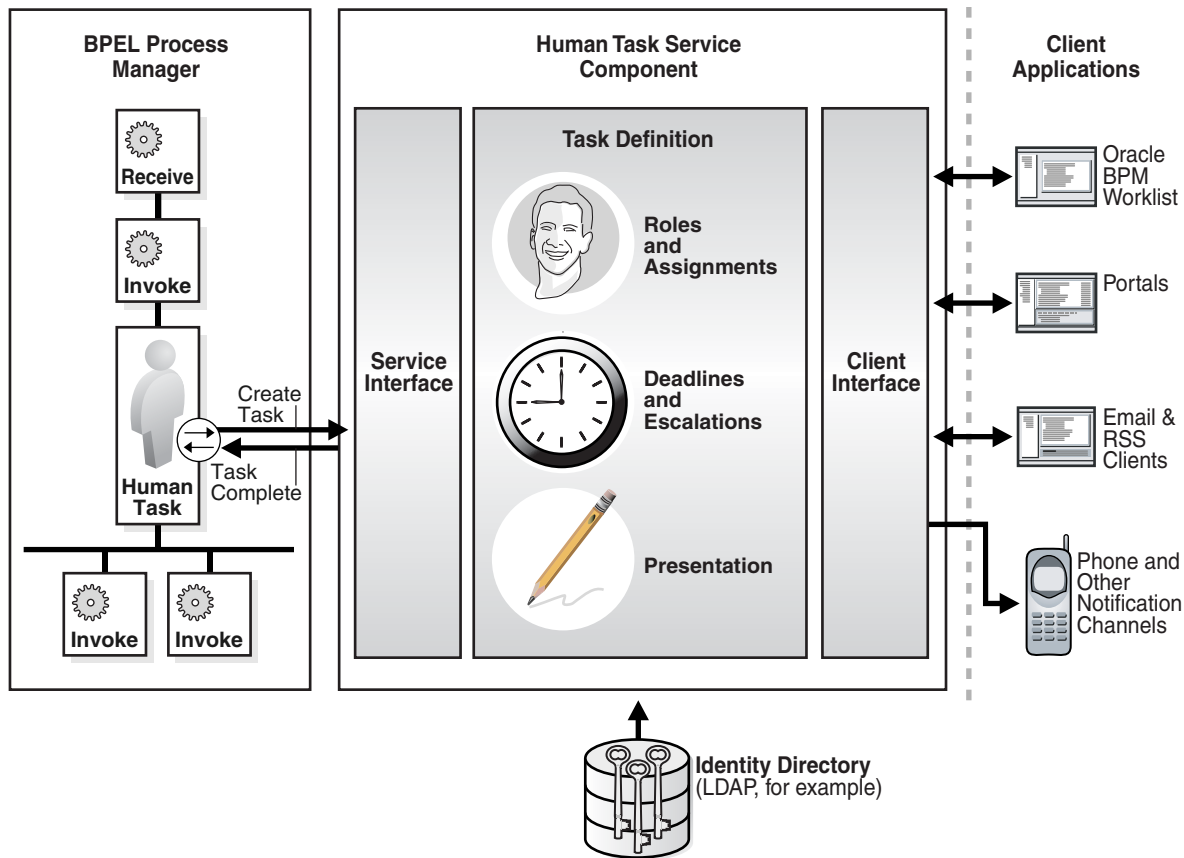 BPEL Process
Manager
Receive
Invoke
Human
Task
Invoke
Invoke
Create
Task
Task
Complete
Human Task Service
Component
Service
Interface
Task Definition
Roles
and
Assignments
Deadlines
and
Escalations
Presentation
Client
Interface
Client
Applications
Oracle
BPM
Worklist
Portals
Email &
RSS
Clients
Phone and
Other
Notification
Channels
Identity Directory
(LDAP, for example)